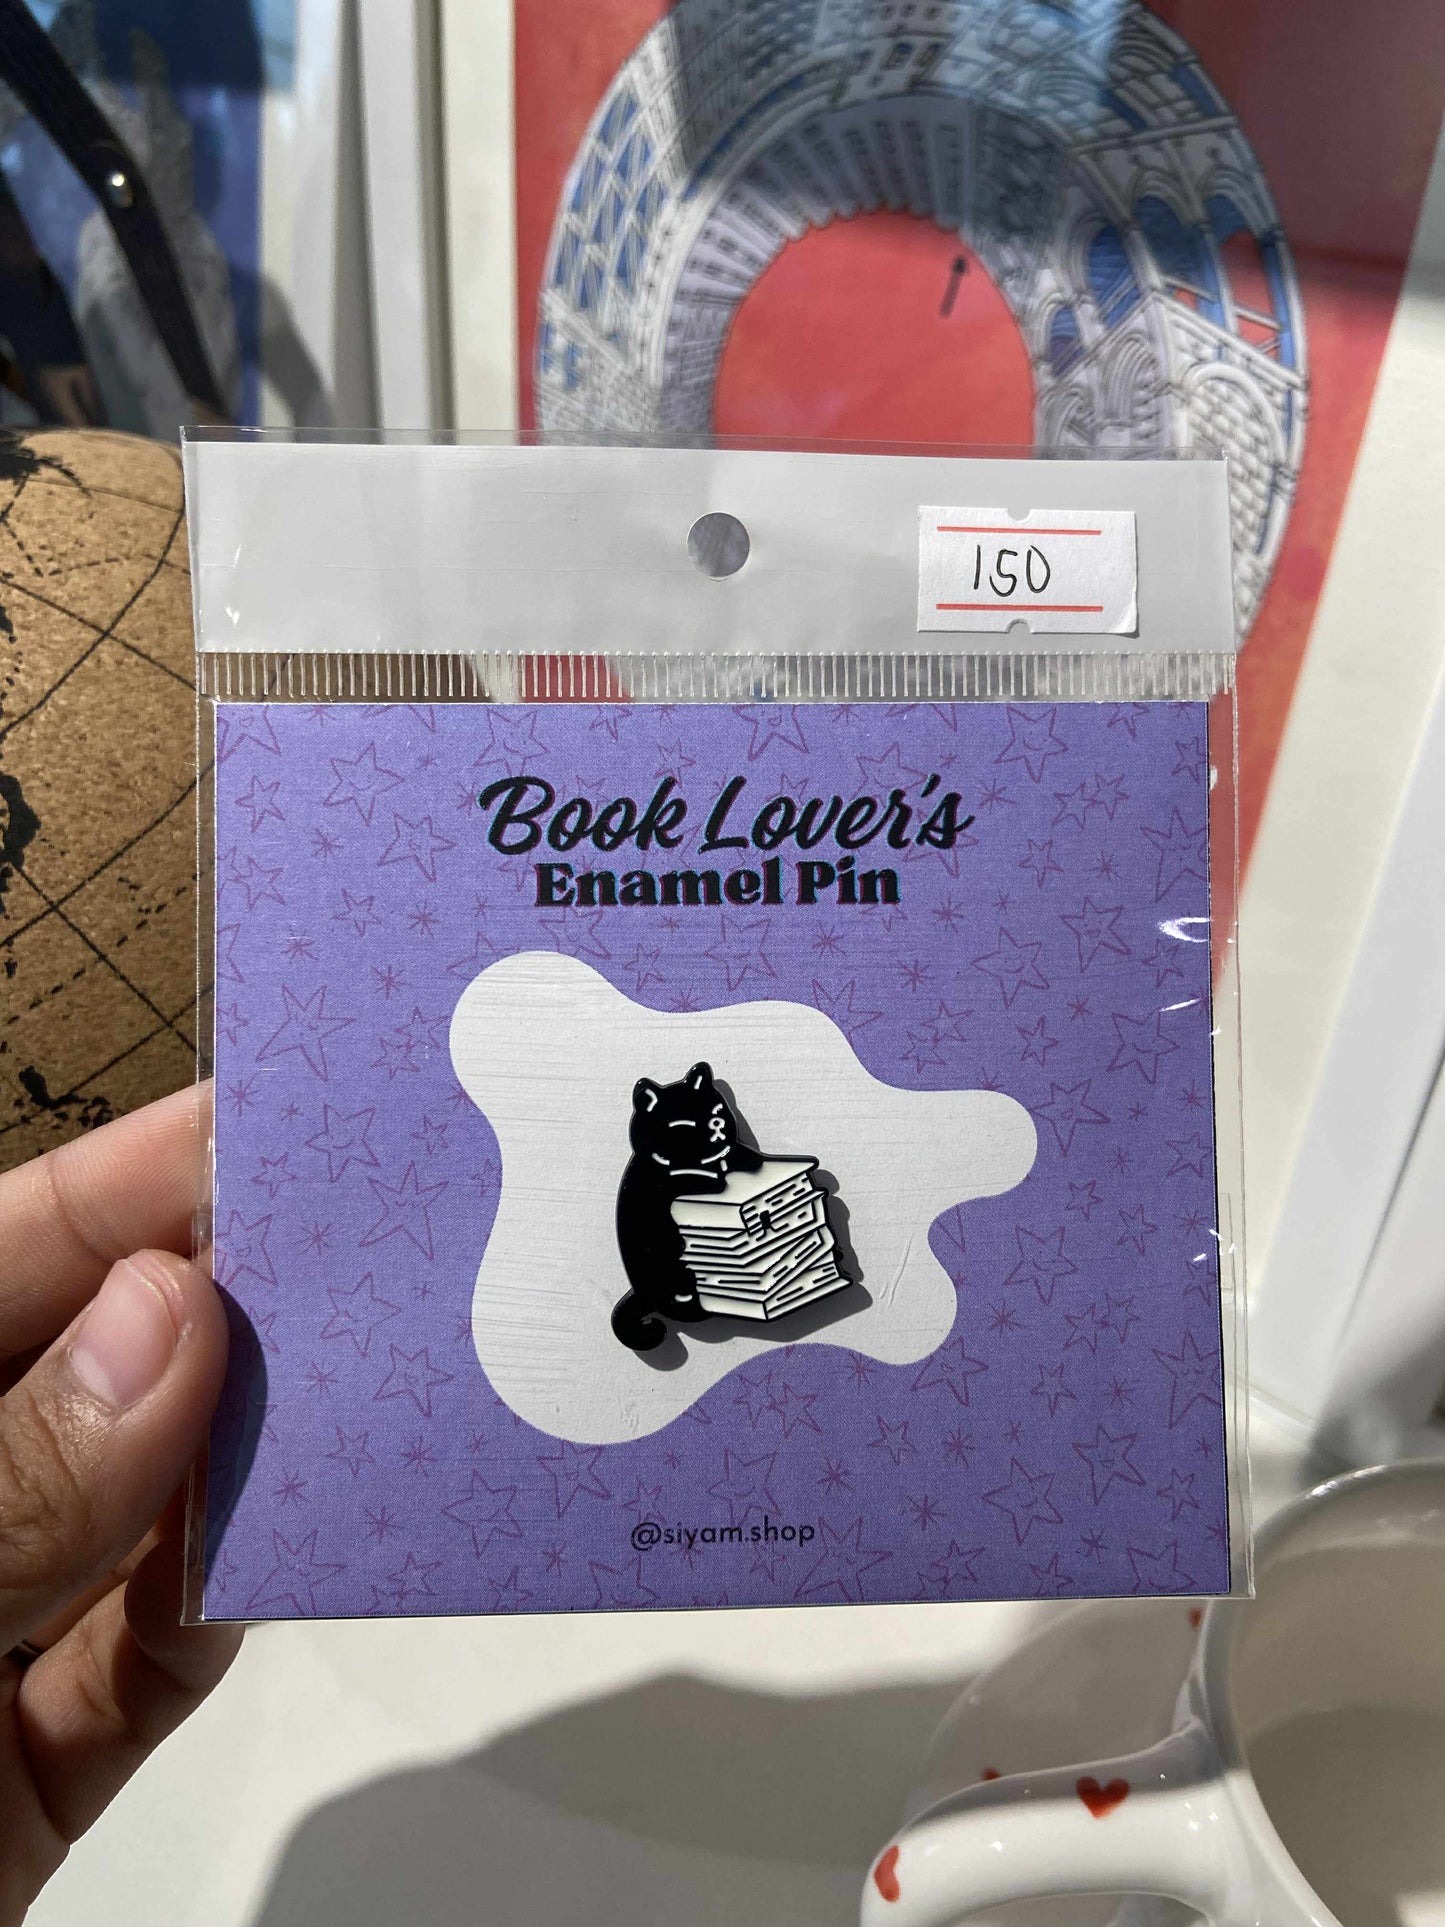 150
Book Lover's
Enamel Pin
@siyam.shop